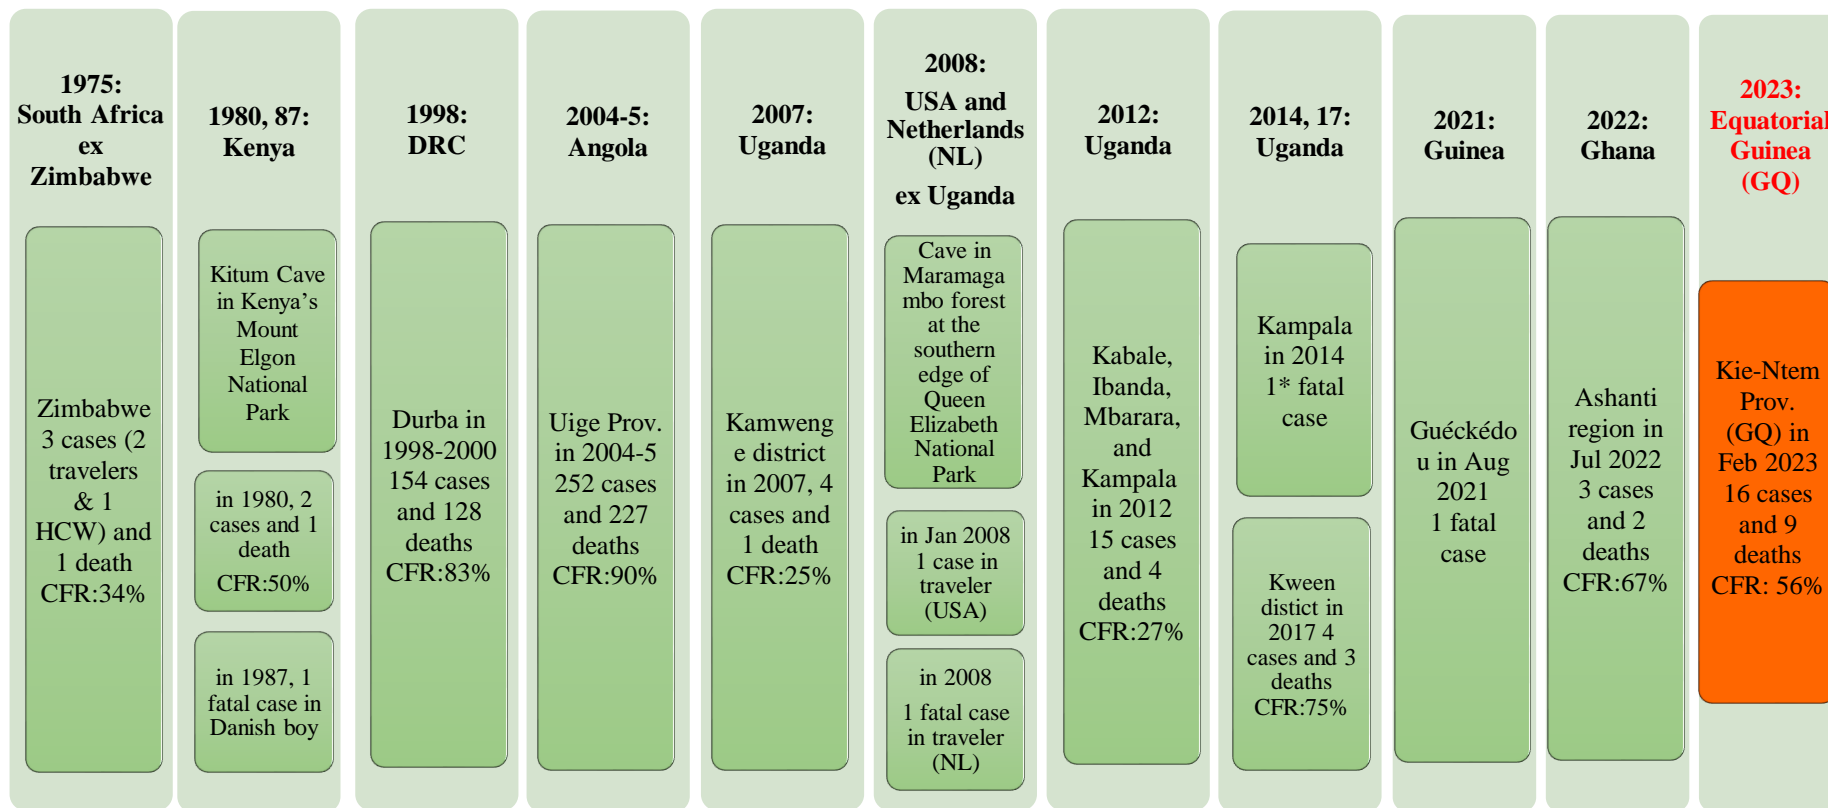 1975:
South Africa
ex
Zimbabwe
Zimbabwe
3 cases (2
travelers
& 1
HCW) and
1 death
CFR:34%
1980, 87:
Kenya
Kitum Cave
in Kenya’s
Mount
Elgon
National
Park
in 1980, 2
cases and 1
death
CFR:50%
in 1987, 1
fatal case in
Danish boy
1998:
DRC
Durba in
1998-2000
154 cases
and 128
deaths
CFR:83%
2004-5:
Angola
Uige Prov.
in 2004-5
252 cases
and 227
deaths
CFR:90%
2007:
Uganda
Kamweng
e district
in 2007, 4
cases and
1 death
CFR:25%
2008:
USA and
Netherlands
(NL)
ex Uganda
Cave in
Maramaga
mbo forest
at the
southern
edge of
Queen
Elizabeth
National
Park
in Jan 2008
1 case in
traveler
(USA)
in 2008
1 fatal case
in traveler
(NL)
2012:
Uganda
Kabale,
Ibanda,
Mbarara,
and
Kampala
in 2012
15 cases
and 4
deaths
CFR:27%
2014, 17:
Uganda
Kampala
in 2014
1* fatal
case
Kween
distict in
2017 4
cases and 3
deaths
CFR:75%
2021:
Guinea
Guéckédo
u in Aug
2021
1 fatal
case
2022:
Ghana
Ashanti
region in
Jul 2022
3 cases
and 2
deaths
CFR:67%
2023:
Equatorial
Guinea
(GQ)
Kie-Ntem
Prov.
(GQ) in
Feb 2023
16 cases
and 9
deaths
CFR: 56%